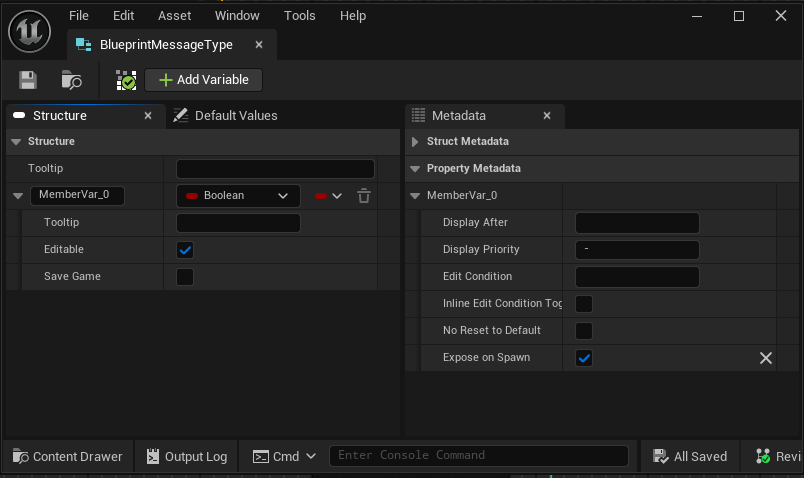 File Edit Asset Window Tools Help
BlueprintMessageType
Add Variable
Structure
Default Values
Structure
Tooltip
MemberVar_0 Boolean
Tooltip
Editable
Save Game
Metadata
Struct Metadata
Property Metadata
MemberVar_0
Display After
Display Priority -
Edit Condition
Inline Edit Condition Tog
No Reset to Default
Expose on Spawn
Content Drawer Output Log Cmd Enter Console Command All Saved Revi